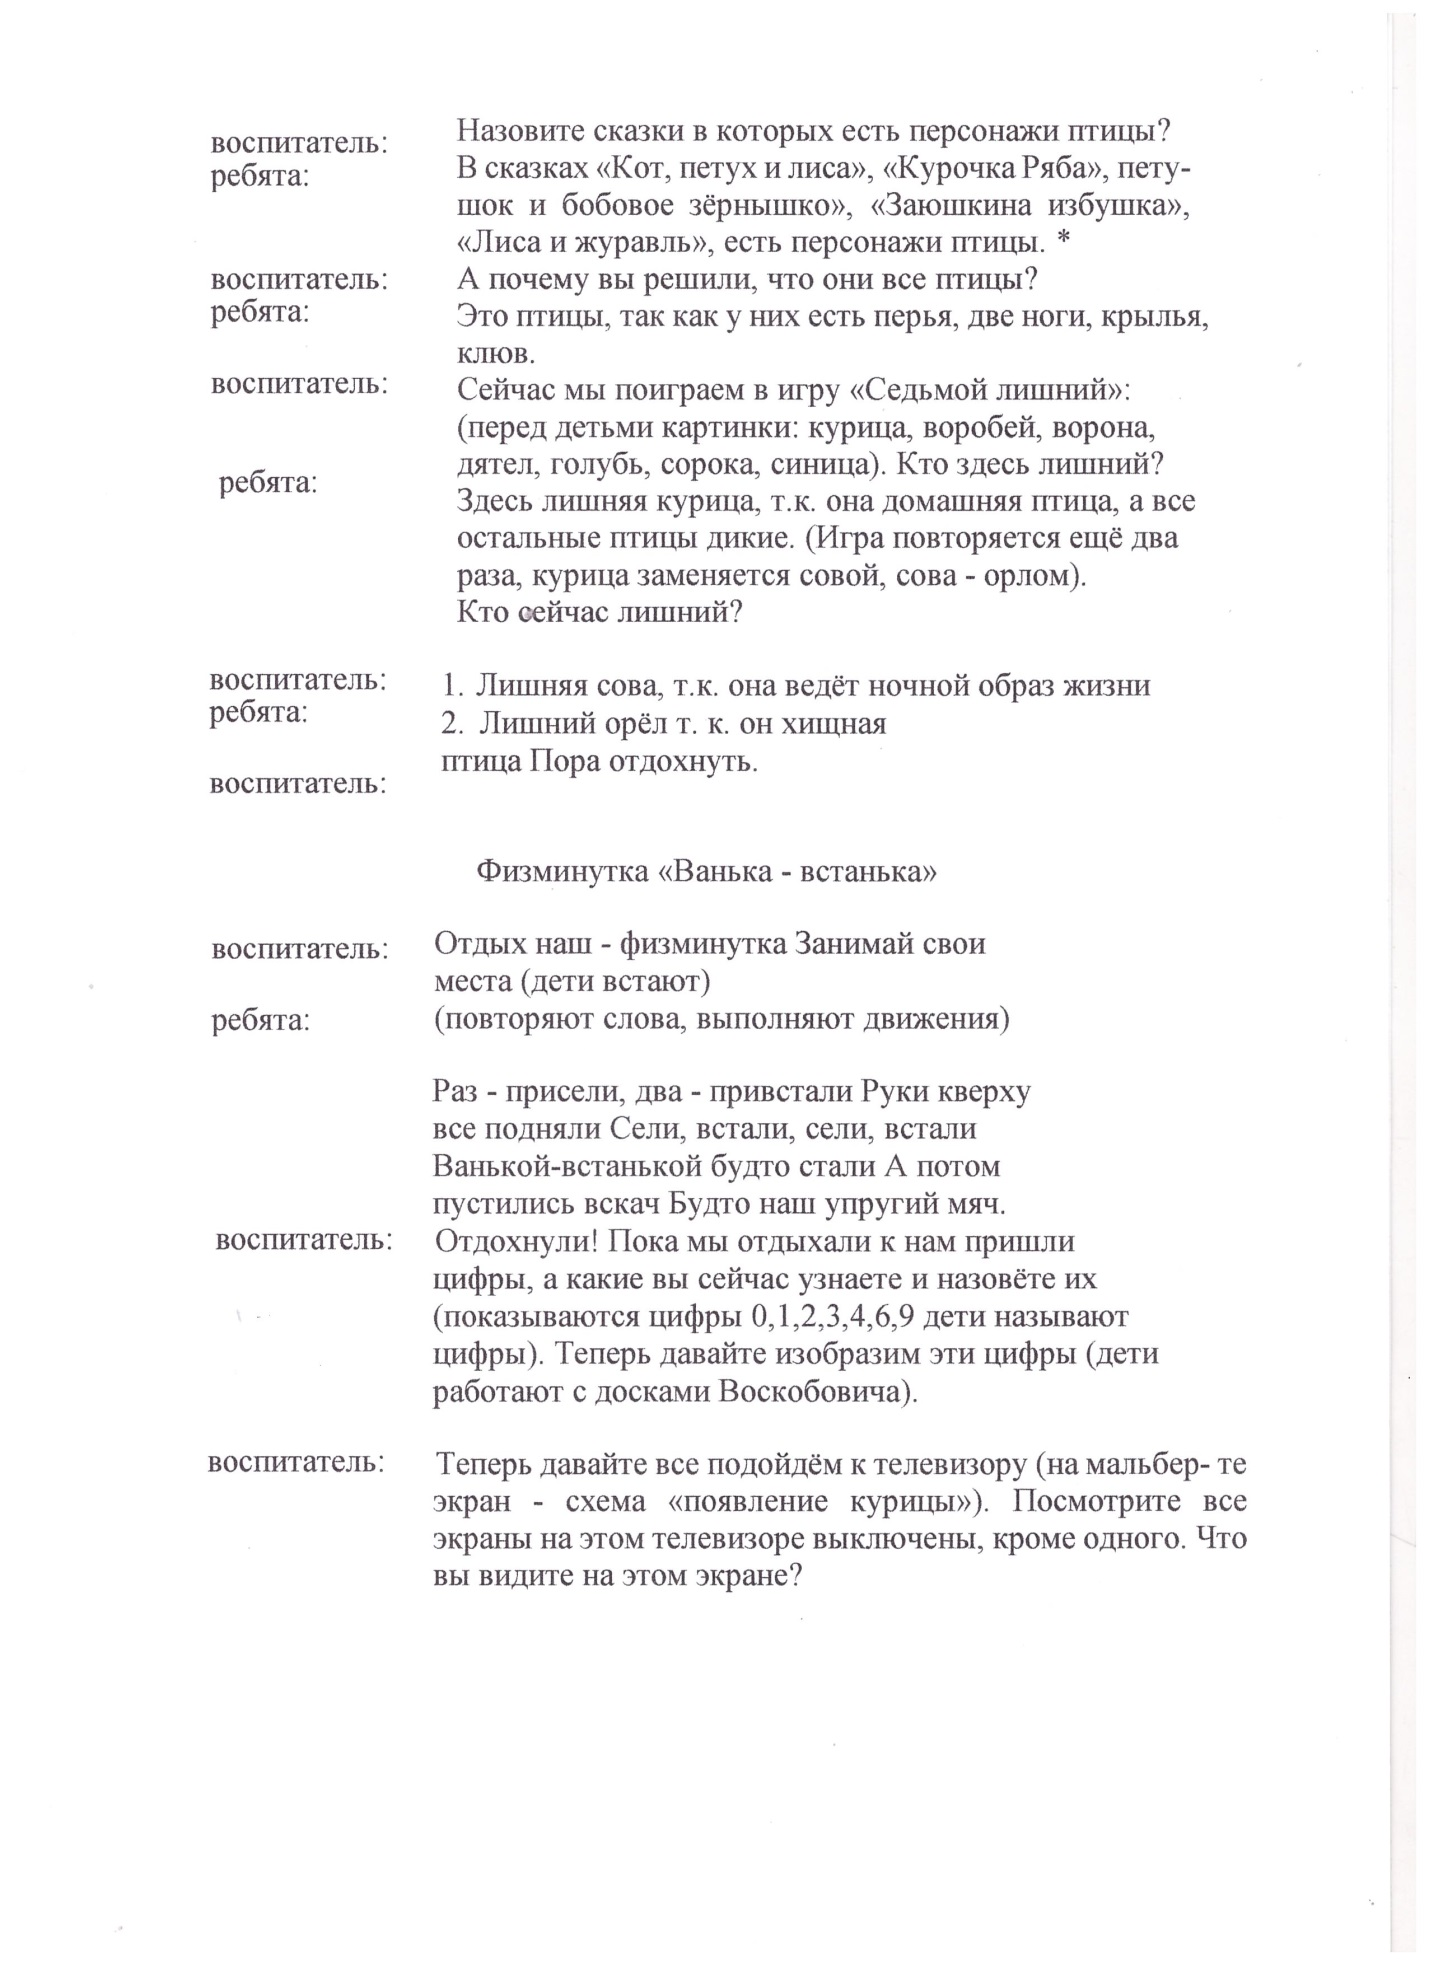 воспитатель: Назовите сказки в которых есть персонажи птицы?
ребята: В сказках «Кот, петух и лиса», «Курочка Ряба», пету-
шок и бобовое зёрнышко», «Заюшкина избушка»,
«Лиса и журавль», есть персонажи птицы. *
воспитатель: А почему вы решили, что они все птицы?
ребята: Это птицы, так как у них есть перья, две ноги, крылья,
клюв.
воспитатель: Сейчас мы поиграем в игру «Седьмой лишний»:
(перед детьми картинки: курица, воробей, ворона,
дятел, голубь, сорока, синица). Кто здесь лишний?
ребята: Здесь лишняя курица, т.к. она домашняя птица, а все
остальные птицы дикие. (Игра повторяется ещё два
раза, курица заменяется совой, сова - орлом).
Кто сейчас лишний?
воспитатель: 1. Лишняя сова, т.к. она ведёт ночной образ жизни
ребята: 2. Лишний орёл т. к. он хищная
птица Пора отдохнуть.
воспитатель:
Физминутка «Ванька - встанька»
воспитатель: Отдых наш - физминутка Занимай свои
места (дети встают)
ребята: (повторяют слова, выполняют движения)
Раз - присели, два - привстали Руки кверху
все подняли Сели, встали, сели, встали
Ванькой-встанькой будто стали А потом
пустились вскач Будто наш упругий мяч.
воспитатель: Отдохнули! Пока мы отдыхали к нам пришли
цифры, а какие вы сейчас узнаете и назовёте их
(показываются цифры 0,1,2,3,4,6,9 дети называют
цифры). Теперь давайте изобразим эти цифры (дети
работают с досками Воскобовича).
воспитатель: Теперь давайте все подойдём к телевизору (на мальбер- те
экран - схема «появление курицы»). Посмотрите все
экраны на этом телевизоре выключены, кроме одного. Что
вы видите на этом экране?